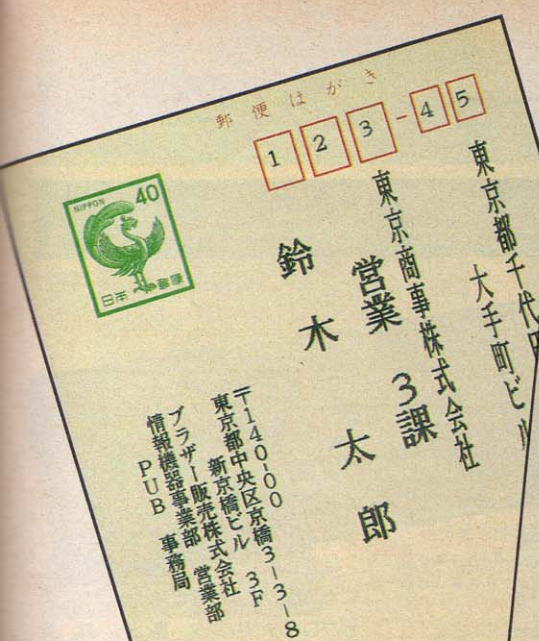 郵便はがき
123-45
NIPPON 40
日本郵便
東京都千代田
大手町ビル
東京商事株式会社
営業 3課
鈴木 太郎
〒140-00
東京都中央区京橋3-3-8
新京橋ビル 3F
ブラザー販売株式会社 営業部
情報機器事業部 事務局
PUB